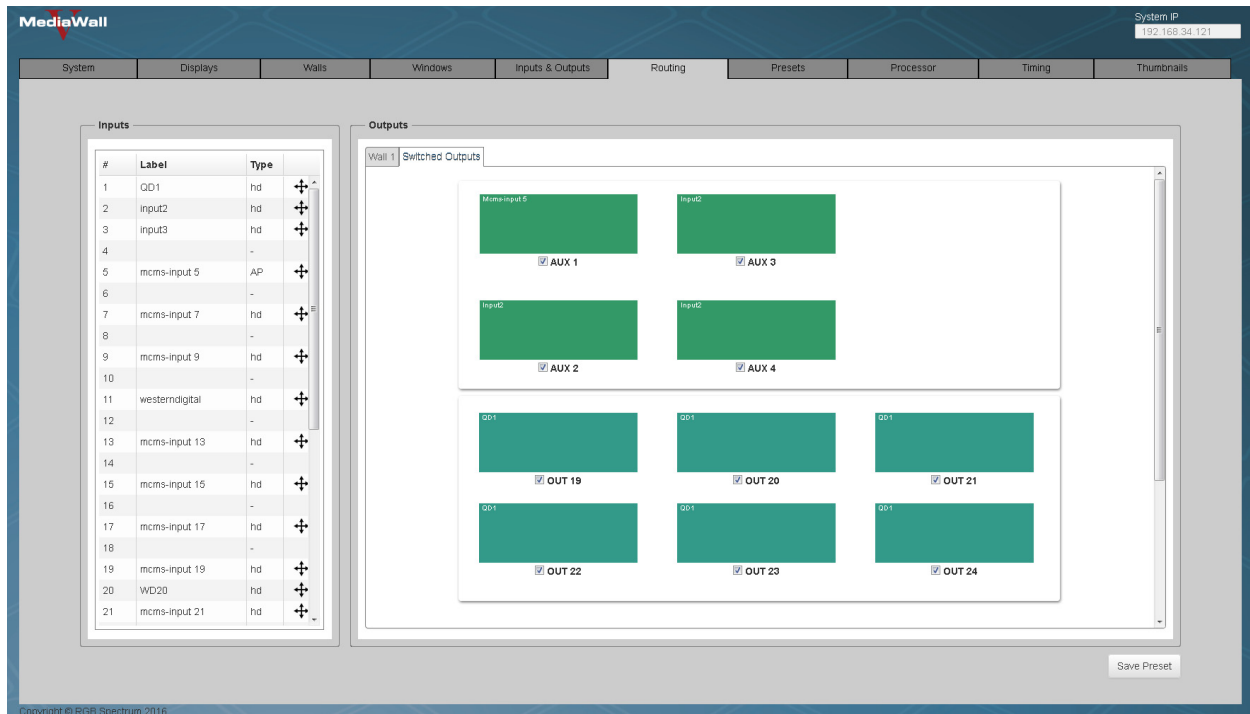 MediaWall
V
System IP
192.168.34.121
System Displays Walls Windows Inputs & Outputs Routing Presets Processor Timing Thumbnails
Inputs
# Label Type
1 QD1 hd
2 input2 hd
3 input3 hd
4 -
5 mcms-input 5 AP
6 -
7 mcms-input 7 hd
8 -
9 mcms-input 9 hd
10 -
11 westerndigital hd
12 -
13 mcms-input 13 hd
14 -
15 mcms-input 15 hd
16 -
17 mcms-input 17 hd
18 -
19 mcms-input 19 hd
20 WD20 hd
21 mcms-input 21 hd
Outputs
Wall 1 Switched Outputs
Mcms-input 5 Input2
AUX 1 AUX 3
Input2 Input2
AUX 2 AUX 4
QD1 QD1 QD1
OUT 19 OUT 20 OUT 21
QD1 QD1 QD1
OUT 22 OUT 23 OUT 24
Save Preset
Copyright © RGB Spectrum 2016